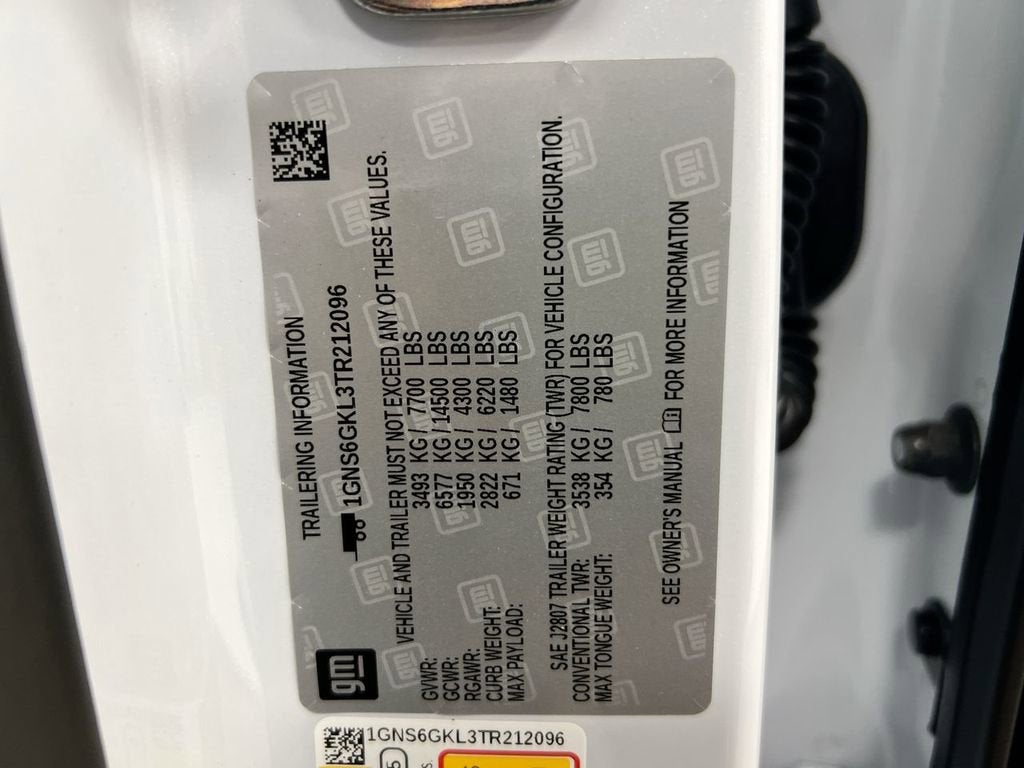 TRAILERING INFORMATION
1GNS6GKL3TR212096
gm
VEHICLE AND TRAILER MUST NOT EXCEED ANY OF THESE VALUES.
GVWR: 3493 KG / 7700 LBS
GCWR: 6577 KG / 14500 LBS
RGAWR: 1950 KG / 4300 LBS
CURB WEIGHT: 2822 KG / 6220 LBS
MAX PAYLOAD: 671 KG / 1480 LBS
SAE J2807 TRAILER WEIGHT RATING (TWR) FOR VEHICLE CONFIGURATION.
CONVENTIONAL TWR: 3538 KG / 7800 LBS
MAX TONGUE WEIGHT: 354 KG / 780 LBS
SEE OWNER'S MANUAL FOR MORE INFORMATION
1GNS6GKL3TR212096